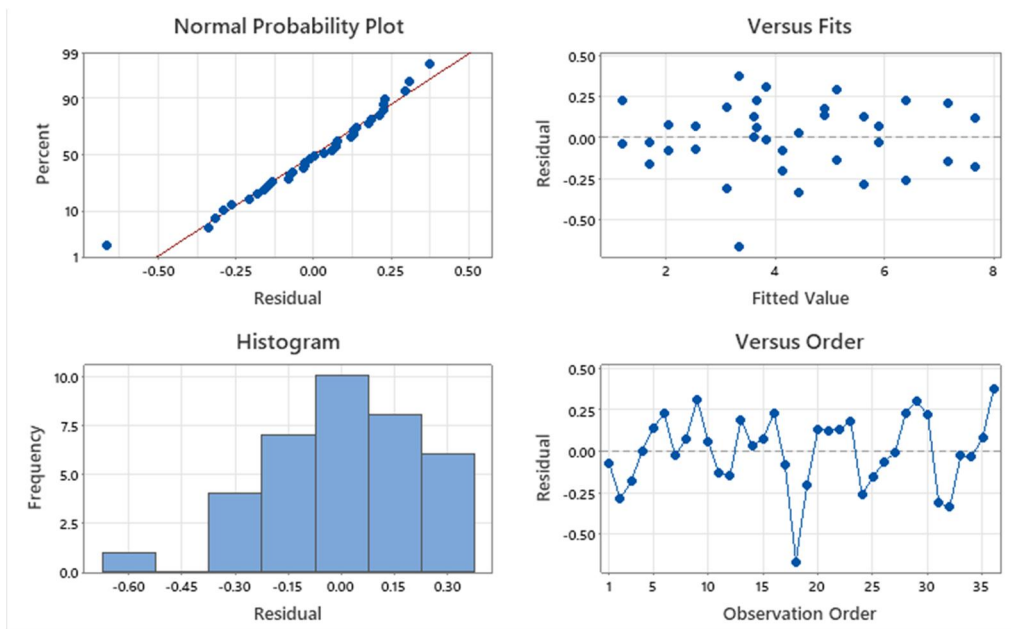 Normal Probability Plot
99
90
50
10
1
Percent
-0.50 -0.25 0.00 0.25 0.50
Residual
Versus Fits
0.50
0.25
0.00
-0.25
-0.50
Residual
2 4 6 8
Fitted Value
Histogram
10.0
7.5
5.0
2.5
0.0
Frequency
-0.60 -0.45 -0.30 -0.15 0.00 0.15 0.30
Residual
Versus Order
0.50
0.25
0.00
-0.25
-0.50
Residual
1 5 10 15 20 25 30 35
Observation Order